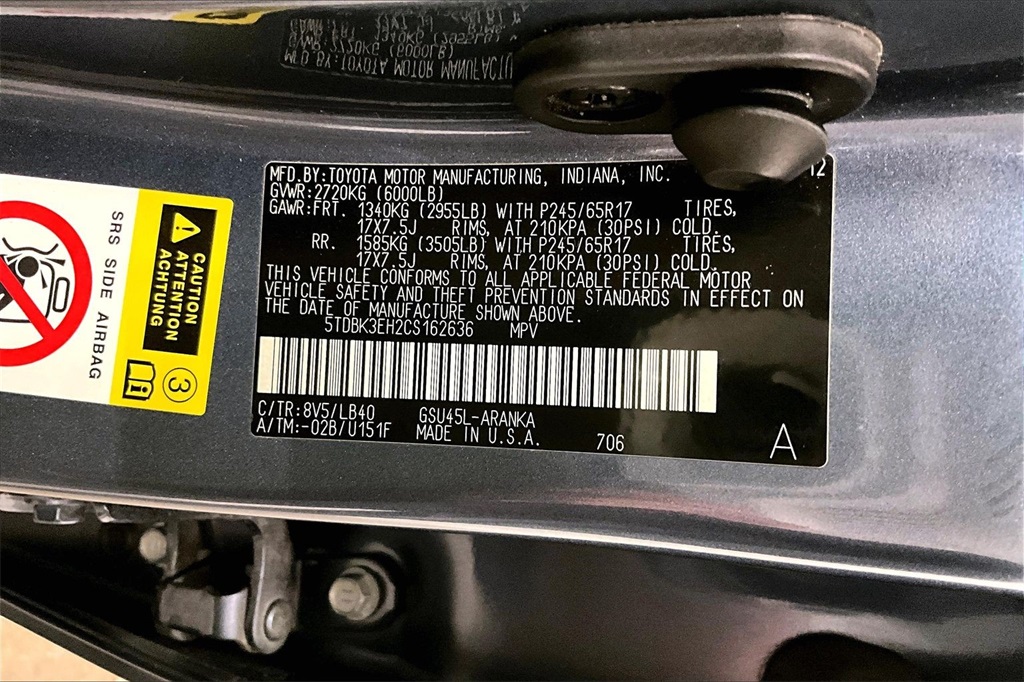 MFD.BY:TOYOTA MOTOR MANUFACTURING, INDIANA, INC. 12
GVWR:2720KG (6000LB)
GAWR:FRT. 1340KG (2955LB) WITH P245/65R17 TIRES,
17X7.5J RIMS, AT 210KPA (30PSI) COLD.
RR. 1585KG (3505LB) WITH P245/65R17 TIRES,
17X7.5J RIMS, AT 210KPA (30PSI) COLD.
THIS VEHICLE CONFORMS TO ALL APPLICABLE FEDERAL MOTOR
VEHICLE SAFETY AND THEFT PREVENTION STANDARDS IN EFFECT ON
THE DATE OF MANUFACTURE SHOWN ABOVE.
5TDBK3EH2CS162636 MPV
C/TR:8V5/LB40 GSU45L-ARANKA
A/TM:-02B/U151F MADE IN U.S.A. 706 A
CAUTION
ATTENTION
ACHTUNG
SRS SIDE AIRBAG
3